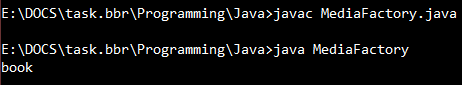 E:\DOCS\task.bbr\Programming\Java>javac MediaFactory.java
E:\DOCS\task.bbr\Programming\Java>java MediaFactory
book